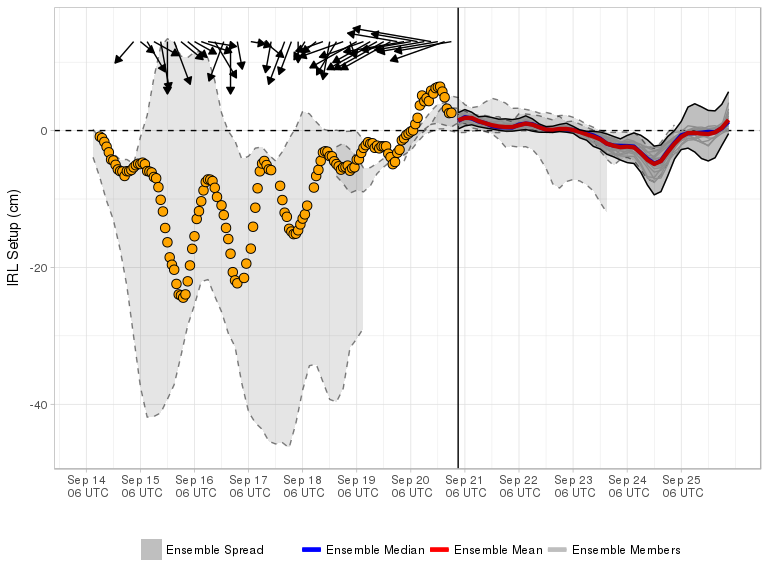 IRL Setup (cm)
0
-20
-40
Sep 14 Sep 15 Sep 16 Sep 17 Sep 18 Sep 19 Sep 20 Sep 21 Sep 22 Sep 23 Sep 24 Sep 25
06 UTC 06 UTC 06 UTC 06 UTC 06 UTC 06 UTC 06 UTC 06 UTC 06 UTC 06 UTC 06 UTC 06 UTC
Ensemble Spread Ensemble Median Ensemble Mean Ensemble Members